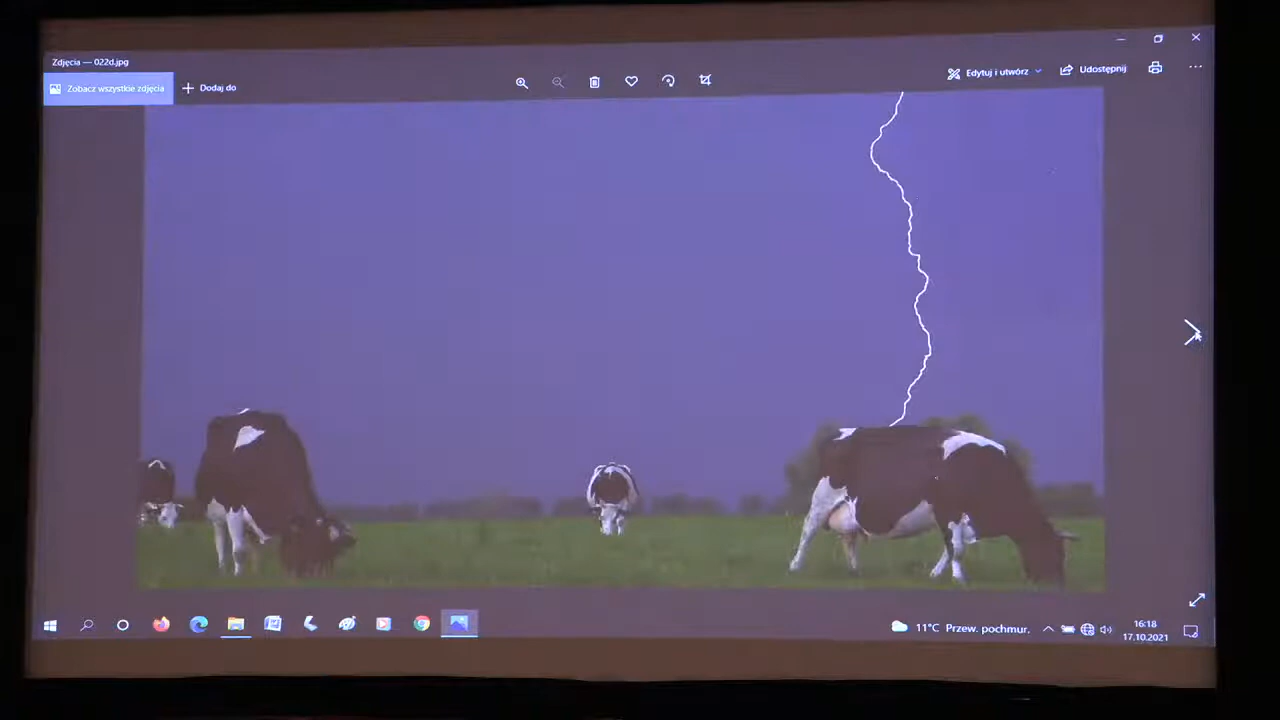 Zdjęcia — 022d.jpg
Zobacz wszystkie zdjęcia
Dodaj do
Edytuj i utwórz
Udostępnij
11°C Przew. pochmur.
16:18
17.10.2021